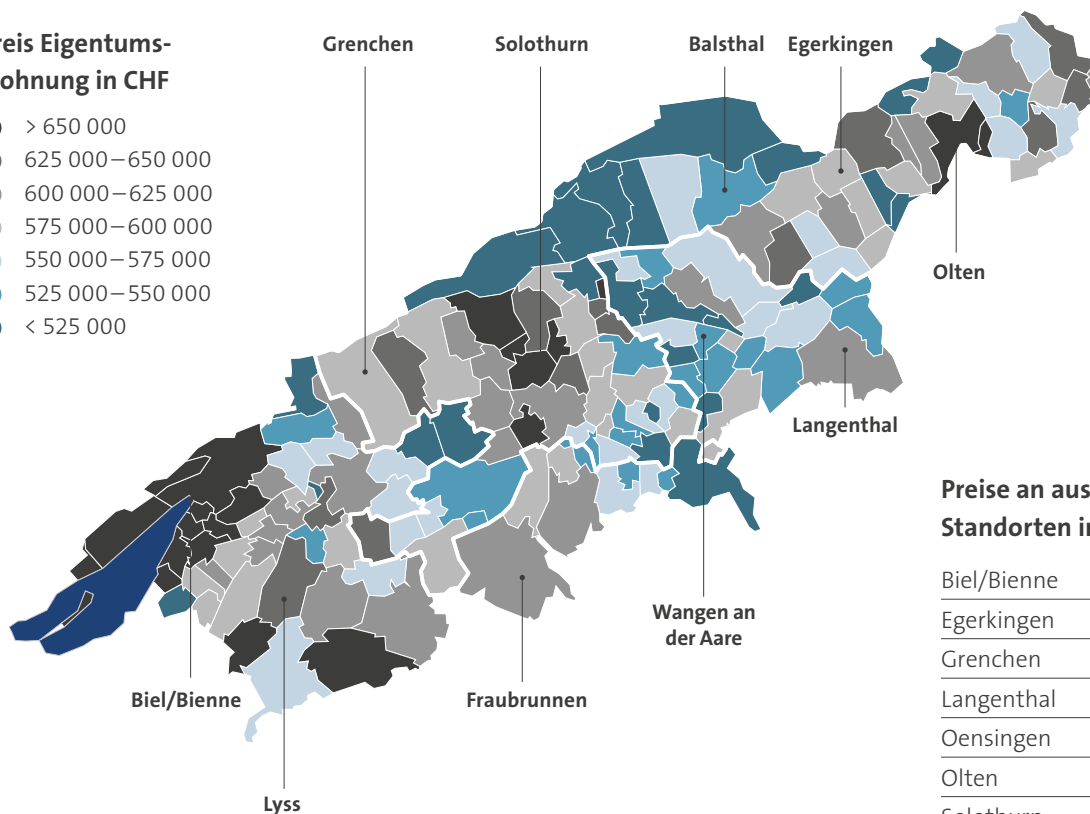 reis Eigentums-
ohnung in CHF
> 650 000
625 000–650 000
600 000–625 000
575 000–600 000
550 000–575 000
525 000–550 000
< 525 000
Grenchen
Solothurn
Balsthal
Egerkingen
Olten
Langenthal
Wangen an
der Aare
Biel/Bienne
Fraubrunnen
Lyss
Preise an aus
Standorten i
Biel/Bienne
Egerkingen
Grenchen
Langenthal
Oensingen
Olten
Solothurn